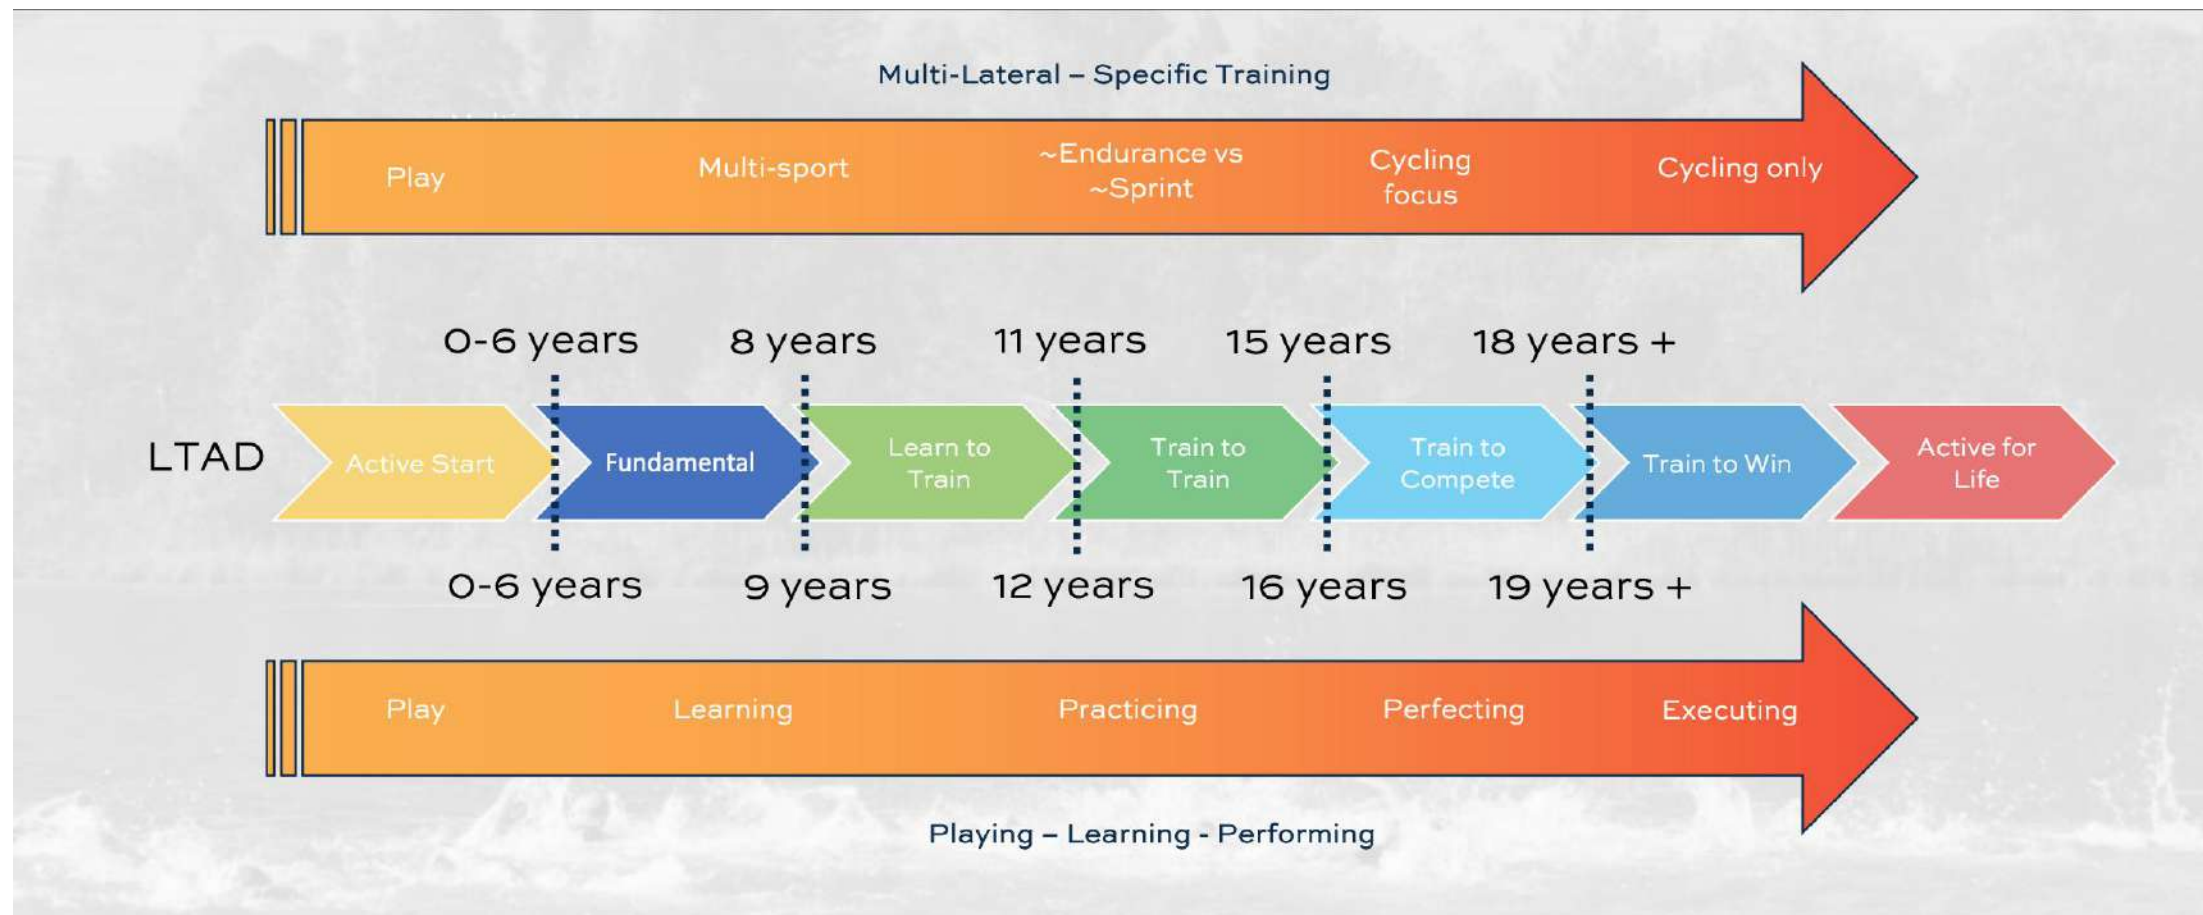 Multi-Lateral – Specific Training
Play
Multi-sport
~Endurance vs
~Sprint
Cycling
focus
Cycling only
0-6 years
8 years
11 years
15 years
18 years +
LTAD
Active Start
Fundamental
Learn to
Train
Train to
Train
Train to
Compete
Train to Win
Active for
Life
0-6 years
9 years
12 years
16 years
19 years +
Play
Learning
Practicing
Perfecting
Executing
Playing – Learning - Performing